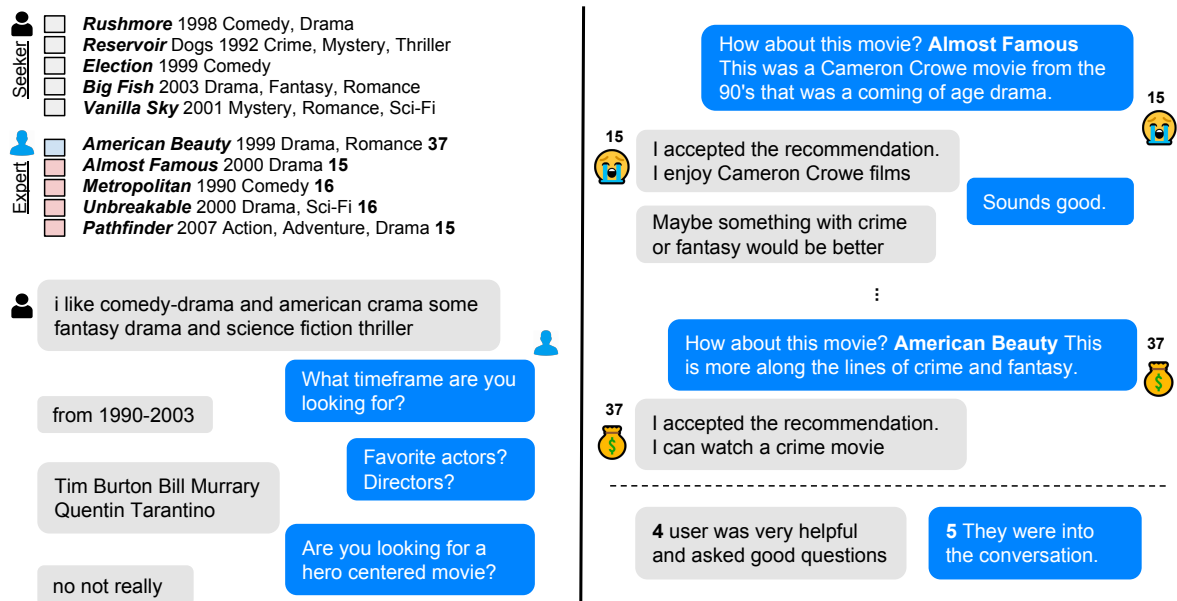 Seeker
Rushmore 1998 Comedy, Drama
Reservoir Dogs 1992 Crime, Mystery, Thriller
Election 1999 Comedy
Big Fish 2003 Drama, Fantasy, Romance
Vanilla Sky 2001 Mystery, Romance, Sci-Fi
Expert
American Beauty 1999 Drama, Romance 37
Almost Famous 2000 Drama 15
Metropolitan 1990 Comedy 16
Unbreakable 2000 Drama, Sci-Fi 16
Pathfinder 2007 Action, Adventure, Drama 15
i like comedy-drama and american crama some
fantasy drama and science fiction thriller
What timeframe are you
looking for?
from 1990-2003
Favorite actors?
Directors?
Tim Burton Bill Murrary
Quentin Tarantino
Are you looking for a
hero centered movie?
no not really
How about this movie? Almost Famous
This was a Cameron Crowe movie from the
90's that was a coming of age drama.
15
15
I accepted the recommendation.
I enjoy Cameron Crowe films
Sounds good.
Maybe something with crime
or fantasy would be better
...
How about this movie? American Beauty This
is more along the lines of crime and fantasy.
37
$
37
$
I accepted the recommendation.
I can watch a crime movie
4 user was very helpful
and asked good questions
5 They were into
the conversation.